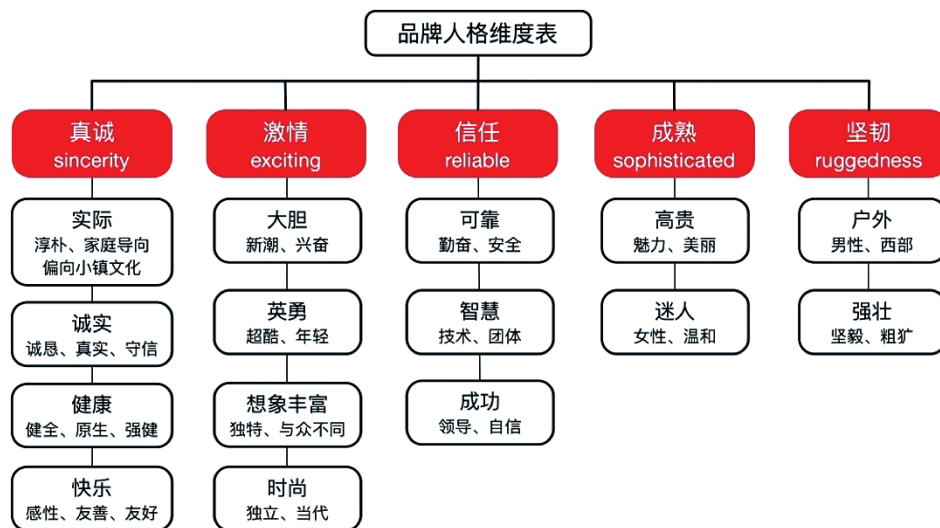 品牌人格维度表
真诚
sincerity
实际
淳朴、家庭导向
偏向小镇文化
诚实
诚恳、真实、守信
健康
健全、原生、强健
快乐
感性、友善、友好
激情
exciting
大胆
新潮、兴奋
英勇
超酷、年轻
想象丰富
独特、与众不同
时尚
独立、当代
信任
reliable
可靠
勤奋、安全
智慧
技术、团体
成功
领导、自信
成熟
sophisticated
高贵
魅力、美丽
迷人
女性、温和
坚韧
ruggedness
户外
男性、西部
强壮
坚毅、粗犷